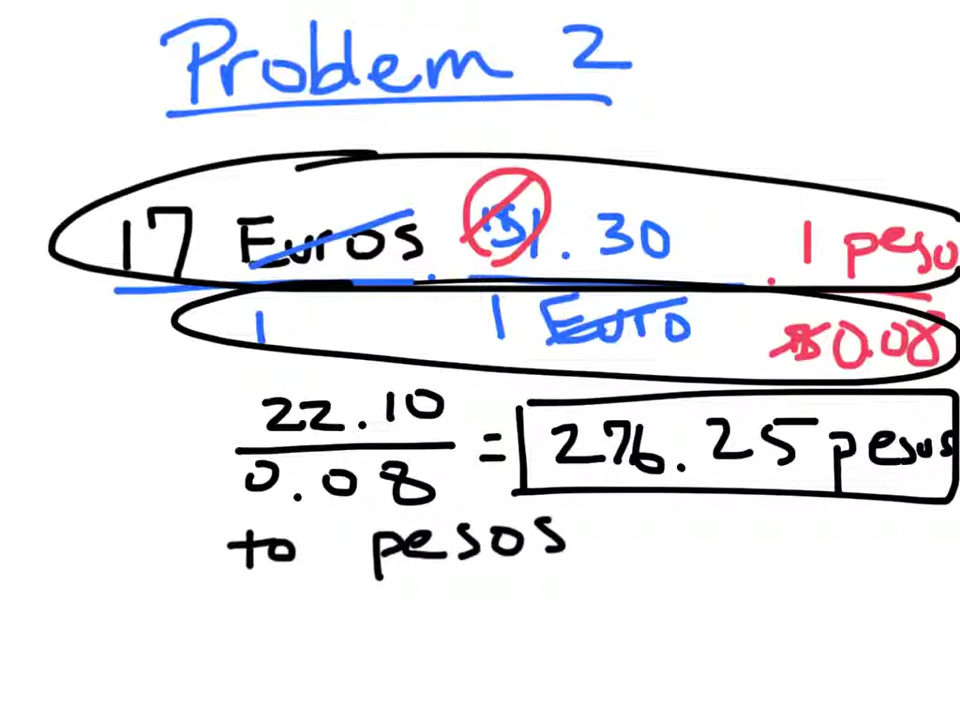 Problem 2
17 Euros . $1.30 . 1 peso
1 1 Euro $0.08
22.10
0.08 = 276.25 pesos
to pesos